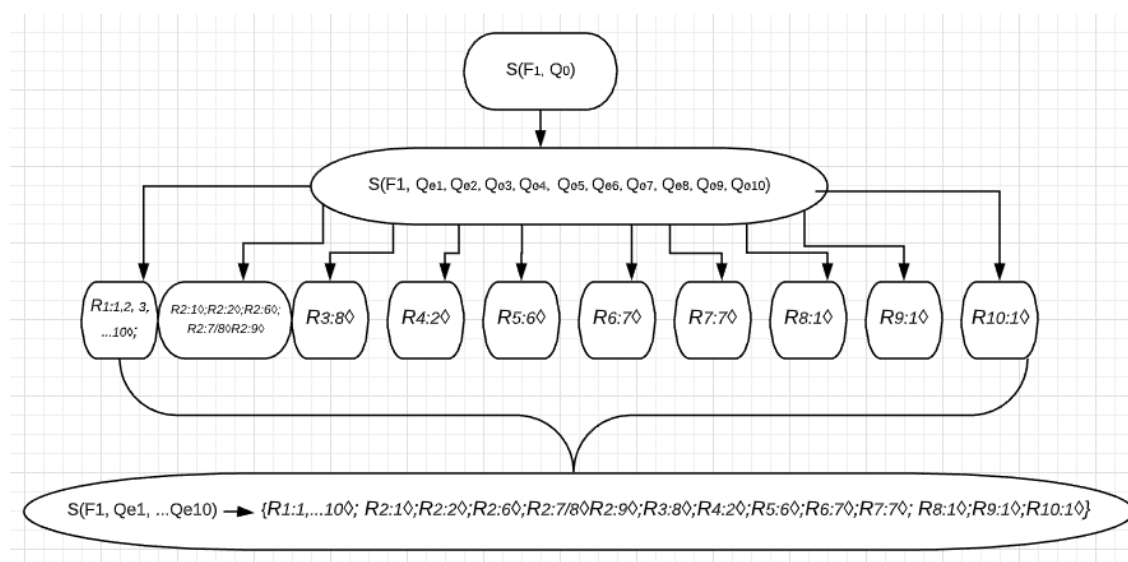 S(F1, Q0)
S(F1, Qe1, Qe2, Qe3, Qe4, Qe5, Qe6, Qe7, Qe8, Qe9, Qe10)
R1:1,2, 3,
...10◊;
R2:1◊;R2:2◊;R2:6◊;
R2:7/8◊R2:9◊
R3:8◊
R4:2◊
R5:6◊
R6:7◊
R7:7◊
R8:1◊
R9:1◊
R10:1◊
S(F1, Qe1, ...Qe10) → {R1:1,...10◊; R2:1◊;R2:2◊;R2:6◊;R2:7/8◊R2:9◊;R3:8◊;R4:2◊;R5:6◊;R6:7◊;R7:7◊; R8:1◊;R9:1◊;R10:1◊}